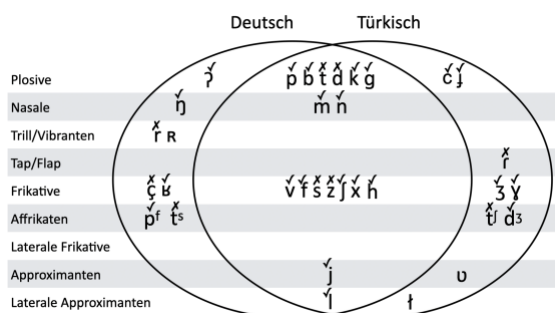 Deutsch Türkisch
Plosive ʔ p b t d k g c ɟ
Nasale ŋ m n
Trill/Vibranten r ʀ
Tap/Flap ɾ
Frikative ç ʁ v f s z ʃ x h ʒ ɣ
Affrikaten pᶠ tˢ tᶴ dᶾ
Laterale Frikative
Approximanten j ʋ
Laterale Approximanten l ɫ